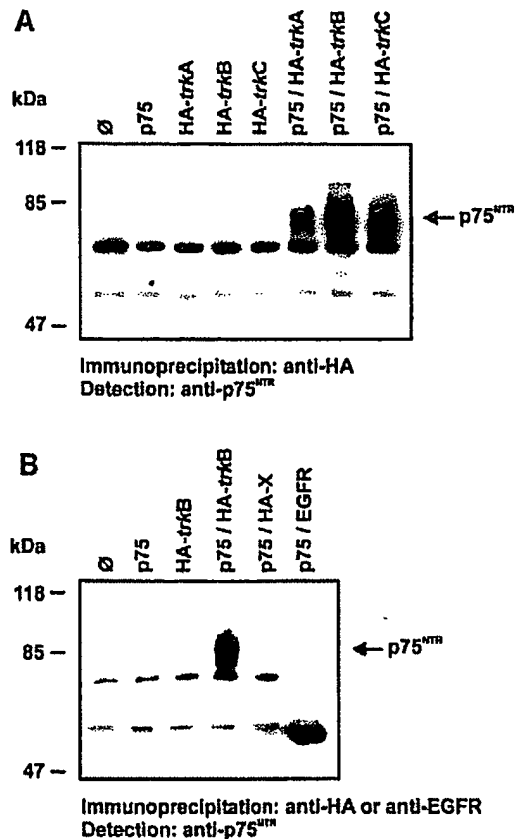 A
kDa
Ø
p75
HA-trkA
HA-trkB
HA-trkC
p75 / HA-trkA
p75 / HA-trkB
p75 / HA-trkC
118
85
p75NTR
47
Immunoprecipitation: anti-HA
Detection: anti-p75NTR
B
kDa
Ø
p75
HA-trkB
p75 / HA-trkB
p75 / HA-X
p75 / EGFR
118
85
p75NTR
47
Immunoprecipitation: anti-HA or anti-EGFR
Detection: anti-p75NTR